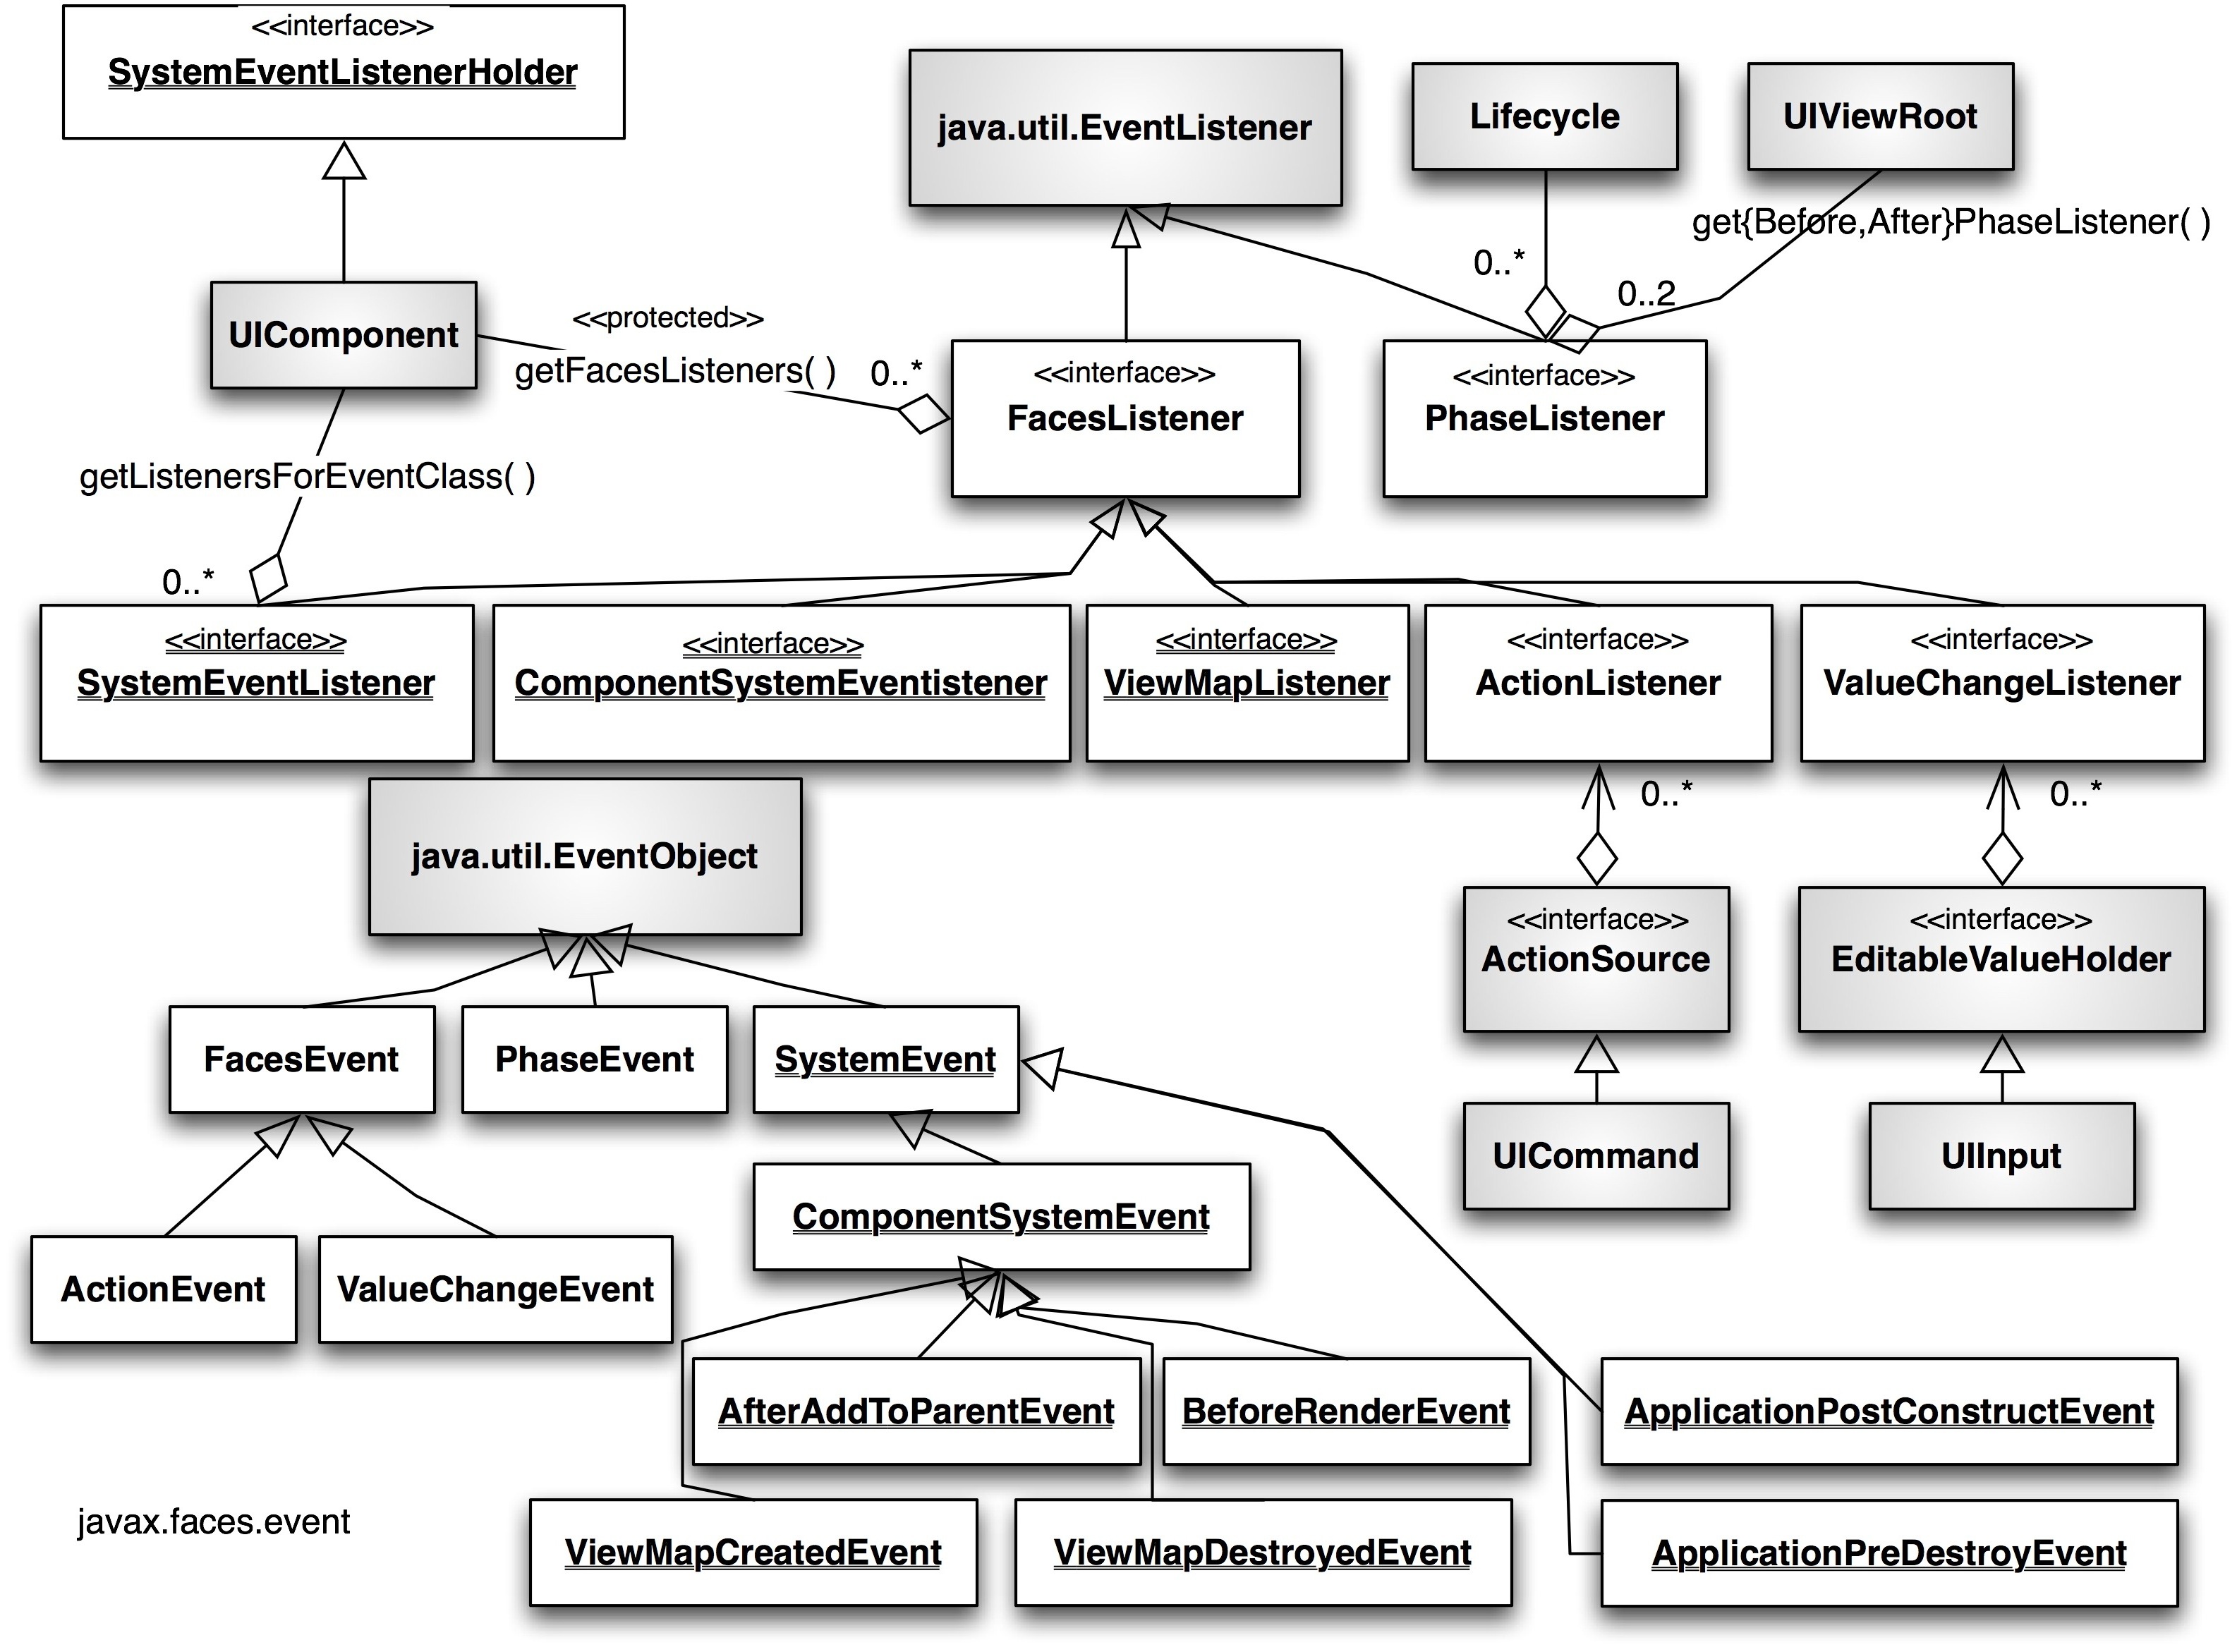 <<interface>>
SystemEventListenerHolder
java.util.EventListener
Lifecycle
UIViewRoot
get{Before,After}PhaseListener( )
0..*
0..2
UIComponent
<<protected>>
getFacesListeners( )
0..*
<<interface>>
FacesListener
<<interface>>
PhaseListener
getListenersForEventClass( )
0..*
<<interface>>
SystemEventListener
<<interface>>
ComponentSystemEventistener
<<interface>>
ViewMapListener
<<interface>>
ActionListener
<<interface>>
ValueChangeListener
0..*
0..*
java.util.EventObject
<<interface>>
ActionSource
<<interface>>
EditableValueHolder
FacesEvent
PhaseEvent
SystemEvent
UICommand
UIInput
ComponentSystemEvent
ActionEvent
ValueChangeEvent
AfterAddToParentEvent
BeforeRenderEvent
ApplicationPostConstructEvent
javax.faces.event
ViewMapCreatedEvent
ViewMapDestroyedEvent
ApplicationPreDestroyEvent